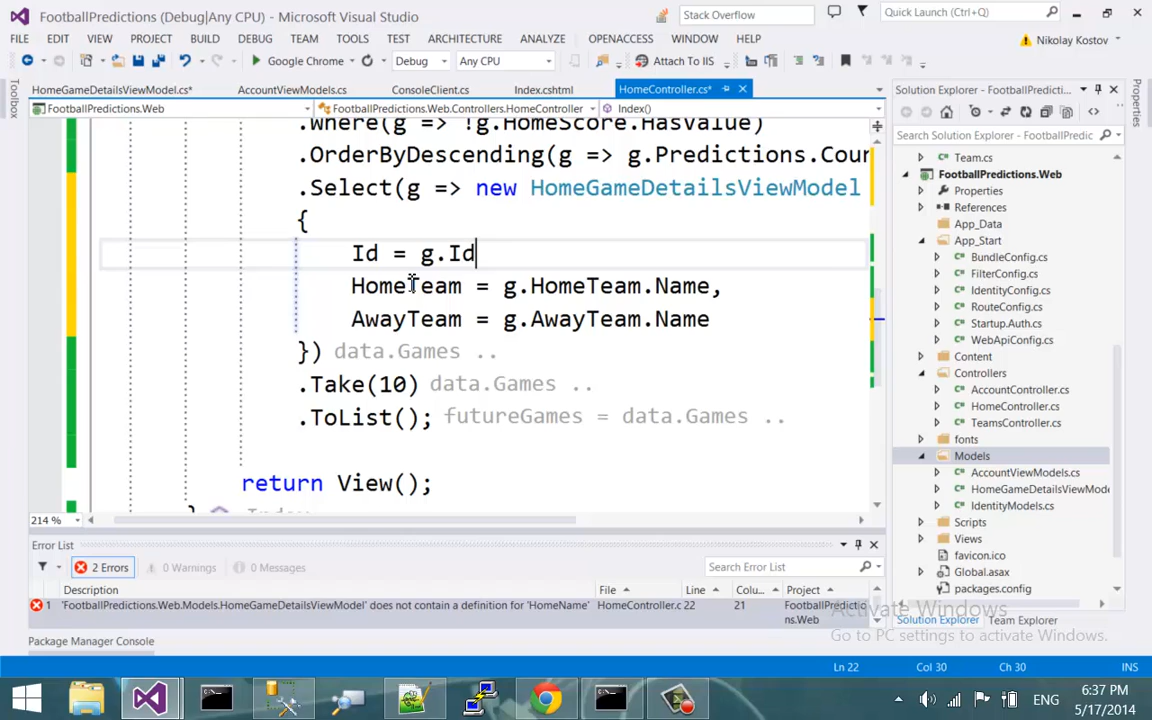 FootballPredictions (Debug|Any CPU) - Microsoft Visual Studio
Stack Overflow
Quick Launch (Ctrl+Q)
FILE EDIT VIEW PROJECT BUILD DEBUG TEAM TOOLS TEST ARCHITECTURE ANALYZE OPENACCESS WINDOW HELP
Nikolay Kostov
Google Chrome Debug Any CPU Attach To IIS
Toolbox
HomeGameDetailsViewModel.cs* AccountViewModels.cs ConsoleClient.cs Index.cshtml HomeController.cs*
FootballPredictions.Web FootballPredictions.Web.Controllers.HomeController Index()
.Where(g => !g.HomeScore.HasValue)
.OrderByDescending(g => g.Predictions.Cour
.Select(g => new HomeGameDetailsViewModel
{
Id = g.Id
HomeTeam = g.HomeTeam.Name,
AwayTeam = g.AwayTeam.Name
}) data.Games ..
.Take(10) data.Games ..
.ToList(); futureGames = data.Games ..
return View();
}
214 %
Solution Explorer - FootballPredicti...
Search Solution Explorer - FootballPredic
Team.cs
FootballPredictions.Web
Properties
References
App_Data
App_Start
BundleConfig.cs
FilterConfig.cs
IdentityConfig.cs
RouteConfig.cs
Startup.Auth.cs
WebApiConfig.cs
Content
Controllers
AccountController.cs
HomeController.cs
TeamsController.cs
fonts
Models
AccountViewModels.cs
HomeGameDetailsViewMode
IdentityModels.cs
Scripts
Views
favicon.ico
Global.asax
packages.config
Solution Explorer Team Explorer
Properties
Error List
2 Errors 0 Warnings 0 Messages
Search Error List
Description File Line Colu... Project
1 'FootballPredictions.Web.Models.HomeGameDetailsViewModel' does not contain a definition for 'HomeName' HomeController.c 22 21 FootballPredictio
ns.Web
Activate Windows
Go to PC settings to activate Windows.
Package Manager Console
Ln 22 Col 30 Ch 30 INS
ENG
6:37 PM
5/17/2014